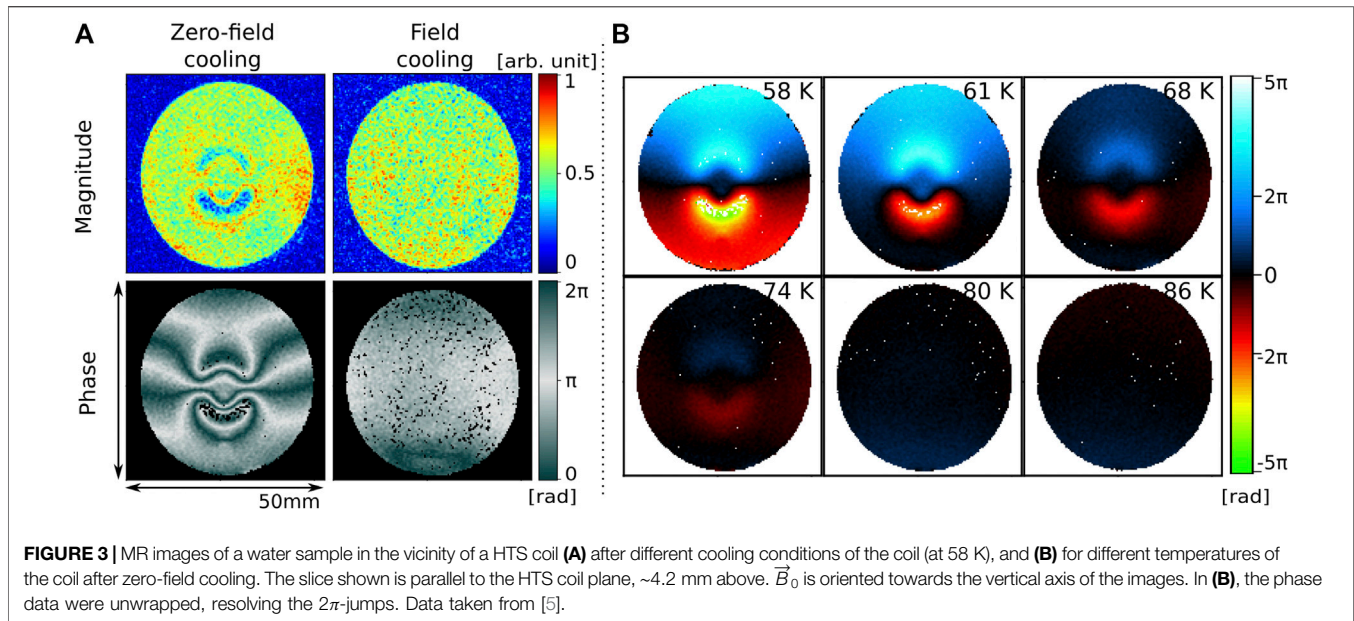 A
Zero-field cooling
Field cooling
[arb. unit]
Magnitude
1
0.5
0
Phase
2π
π
0
[rad]
50mm
B
58 K
61 K
68 K
74 K
80 K
86 K
5π
2π
0
-2π
-5π
[rad]
FIGURE 3 | MR images of a water sample in the vicinity of a HTS coil (A) after different cooling conditions of the coil (at 58 K), and (B) for different temperatures of
the coil after zero-field cooling. The slice shown is parallel to the HTS coil plane, ~4.2 mm above. B⃗0 is oriented towards the vertical axis of the images. In (B), the phase
data were unwrapped, resolving the 2π-jumps. Data taken from [5].